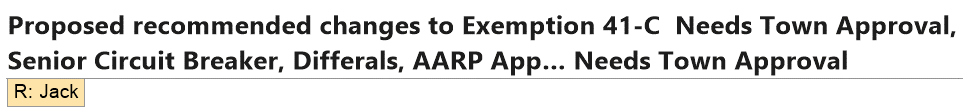 Proposed recommended changes to Exemption 41-C  Needs Town Approval,
Senior Circuit Breaker, Differals, AARP App... Needs Town Approval
R: Jack